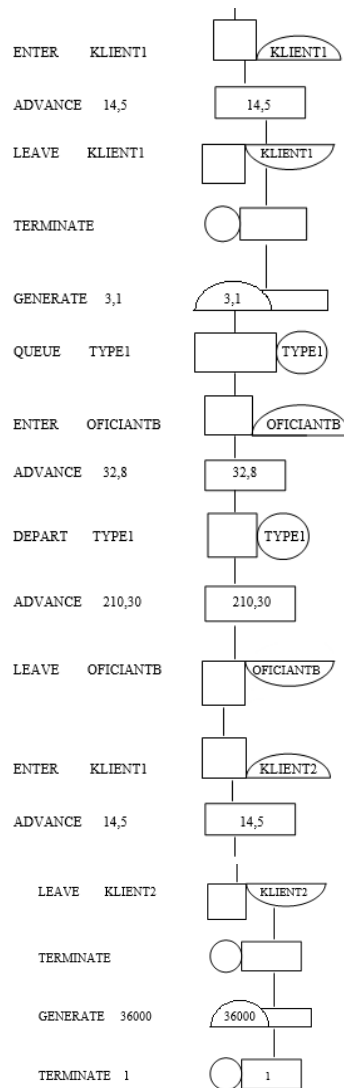 ENTER KLIENT1 KLIENT1
ADVANCE 14,5 14,5
LEAVE KLIENT1 KLIENT1
TERMINATE
GENERATE 3,1 3,1
QUEUE TYPE1 TYPE1
ENTER OFICIANTB OFICIANTB
ADVANCE 32,8 32,8
DEPART TYPE1 TYPE1
ADVANCE 210,30 210,30
LEAVE OFICIANTB OFICIANTB
ENTER KLIENT1 KLIENT2
ADVANCE 14,5 14,5
LEAVE KLIENT2 KLIENT2
TERMINATE
GENERATE 36000 36000
TERMINATE 1 1